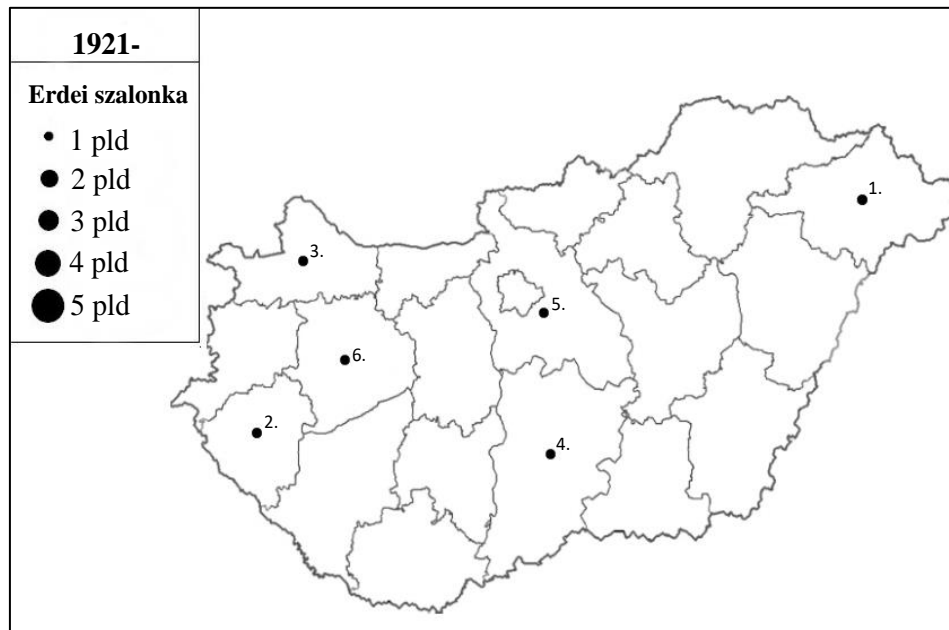 1921-
Erdei szalonka
1 pld
2 pld
3 pld
4 pld
5 pld
1.
3.
5.
6.
2.
4.